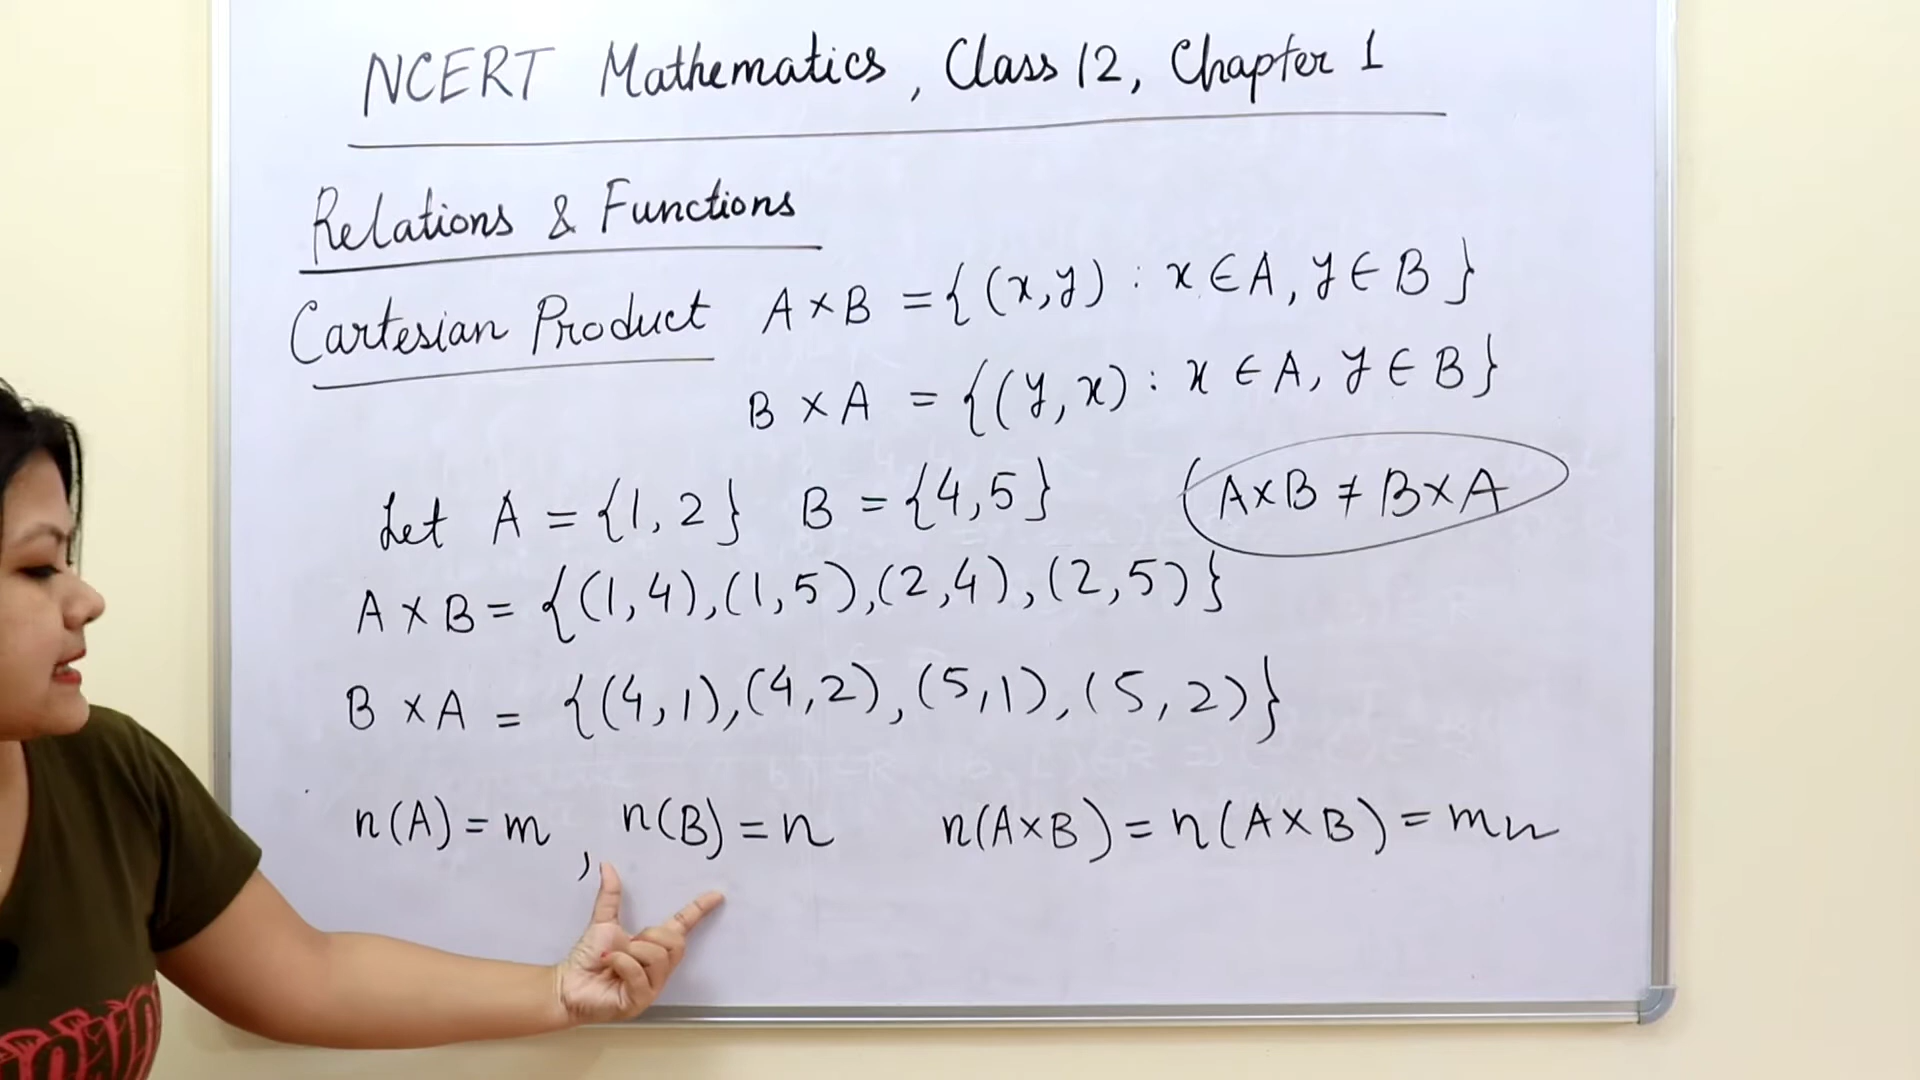 NCERT Mathematics, Class 12, Chapter 1
Relations & Functions
Cartesian Product A × B = {(x,y) : x ∈ A, y ∈ B}
B × A = {(y,x) : x ∈ A, y ∈ B}
Let A = {1, 2} B = {4,5} A×B ≠ B×A
A × B = {(1,4),(1,5),(2,4),(2,5)}
B × A = {(4,1),(4,2),(5,1),(5,2)}
n(A) = m , n(B) = n n(A×B) = n(A×B) = mn